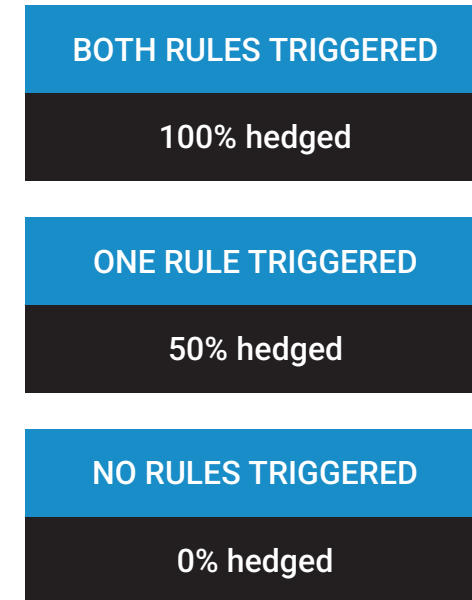 BOTH RULES TRIGGERED
100% hedged
ONE RULE TRIGGERED
50% hedged
NO RULES TRIGGERED
0% hedged